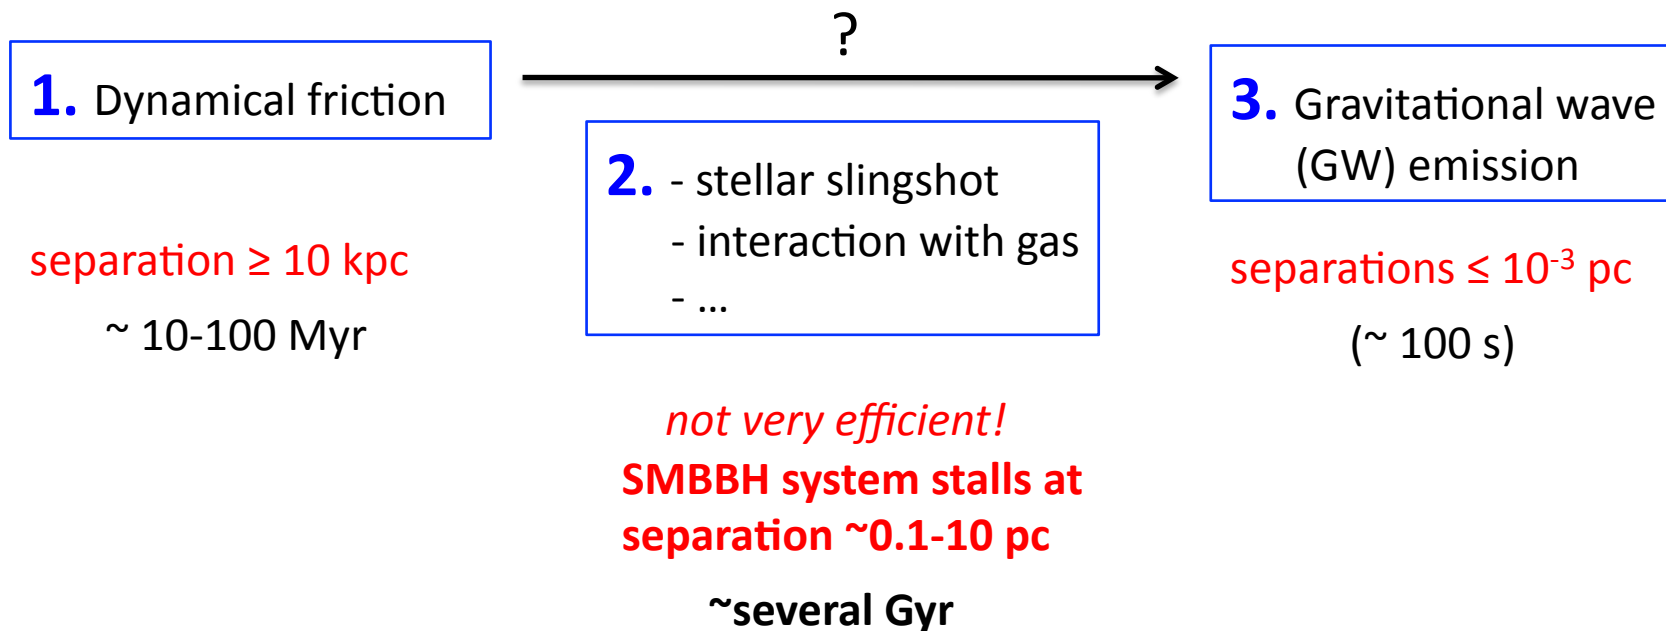 ?
1. Dynamical friction
separation ≥ 10 kpc
~ 10-100 Myr
2. - stellar slingshot
- interaction with gas
- ...
not very efficient!
SMBBH system stalls at
separation ~0.1-10 pc
~several Gyr
3. Gravitational wave
(GW) emission
separations ≤ 10⁻³ pc
(~ 100 s)